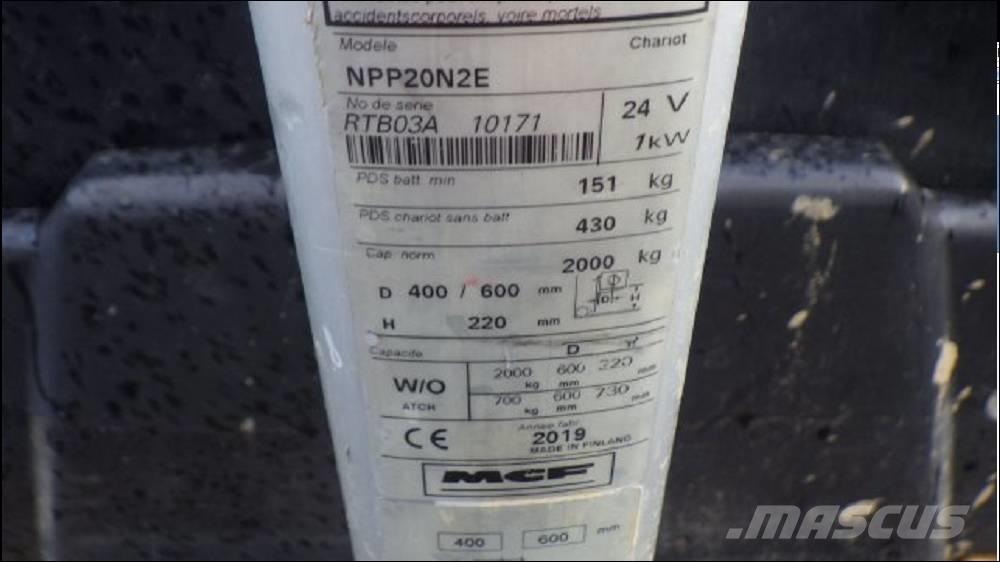 accidentscorporels, voire mortels
Modele Chariot
NPP20N2E
No de serie
RTB03A 10171
24 V
1kW
PDS batt min 151 kg
PDS chariot sans batt 430 kg
Cap norm 2000 kg
D 400 / 600 mm
D H
H 220 mm
Capacite D H
W/O ATCH
2000 kg 600 mm 220 mm
700 kg 600 mm 730 mm
CE
Annee fabr
2019
MADE IN FINLAND
MCF
400 600 mm
MASCUS